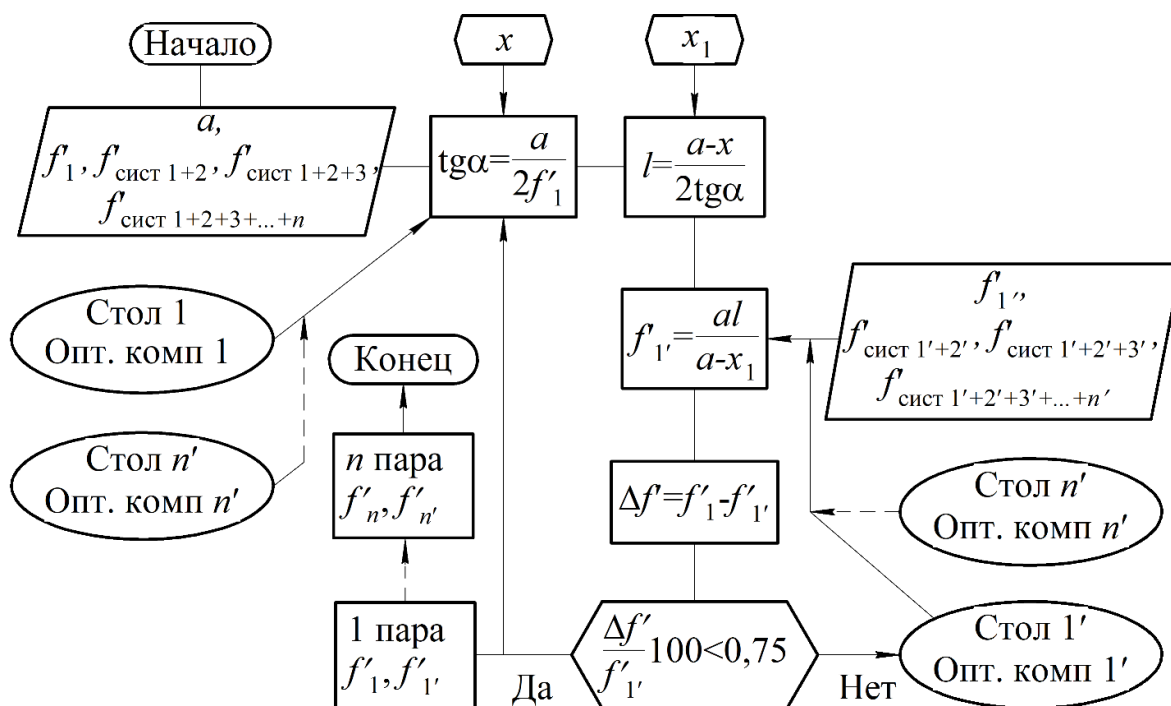 Начало
x
x₁
a,
f'₁, f'сист 1+2, f'сист 1+2+3,
f'сист 1+2+3+...+n
tgα=a/2f'₁
l=a-x/2tgα
Стол 1
Опт. комп 1
f'₁′=al/a-x₁
f'₁′′,
f'сист 1′+2′, f'сист 1′+2′+3′,
f'сист 1′+2′+3′+...+n′
Конец
Стол n'
Опт. комп n'
n пара
f'n, f'n′
Δf'=f'₁-f'₁′
Стол n'
Опт. комп n'
1 пара
f'₁, f'₁′
Да
Δf'/f'₁′ 100<0,75
Нет
Стол 1'
Опт. комп 1'